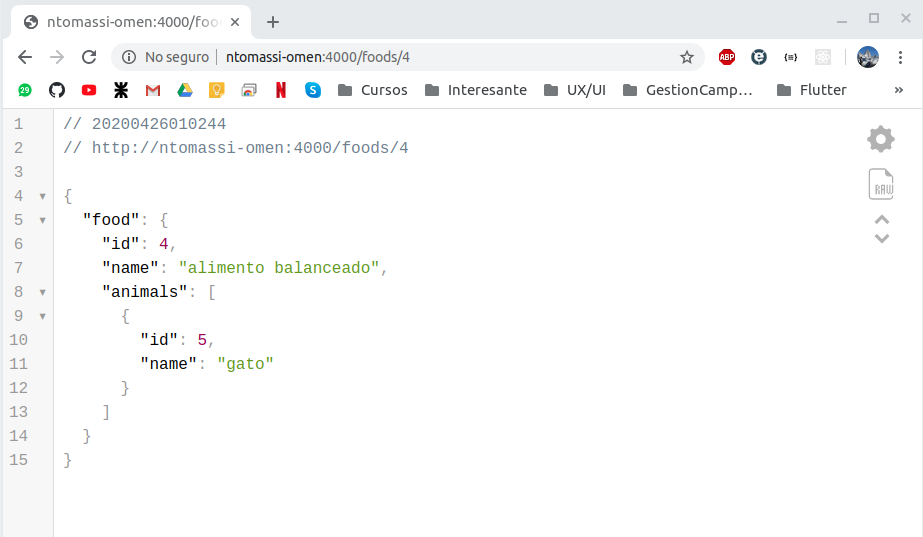 ntomassi-omen:4000/foo
No seguro ntomassi-omen:4000/foods/4 ABP
29 N S Cursos Interesante UX/UI GestionCamp… Flutter »
1 // 20200426010244
2 // http://ntomassi-omen:4000/foods/4
3
4 {
5 "food": {
6 "id": 4,
7 "name": "alimento balanceado",
8 "animals": [
9 {
10 "id": 5,
11 "name": "gato"
12 }
13 ]
14 }
15 }
RAW